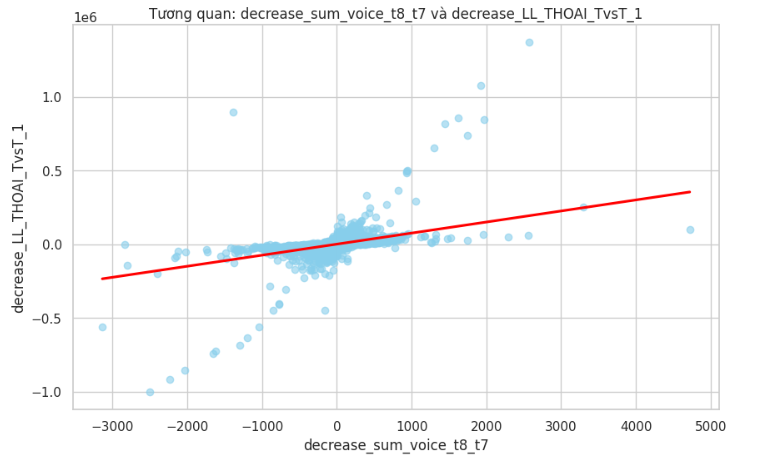 Tương quan: decrease_sum_voice_t8_t7 và decrease_LL_THOAI_TvsT_1
1e6
decrease_LL_THOAI_TvsT_1
1.0
0.5
0.0
−0.5
−1.0
−3000 −2000 −1000 0 1000 2000 3000 4000 5000
decrease_sum_voice_t8_t7